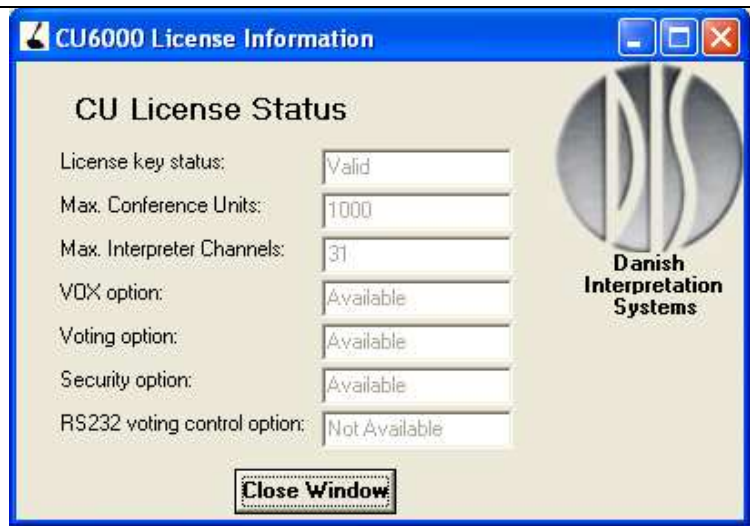 CU6000 License Information
CU License Status
License key status: Valid
Max. Conference Units: 1000
Max. Interpreter Channels: 31
VOX option: Available
Voting option: Available
Security option: Available
RS232 voting control option: Not Available
DIS
Danish
Interpretation
Systems
Close Window